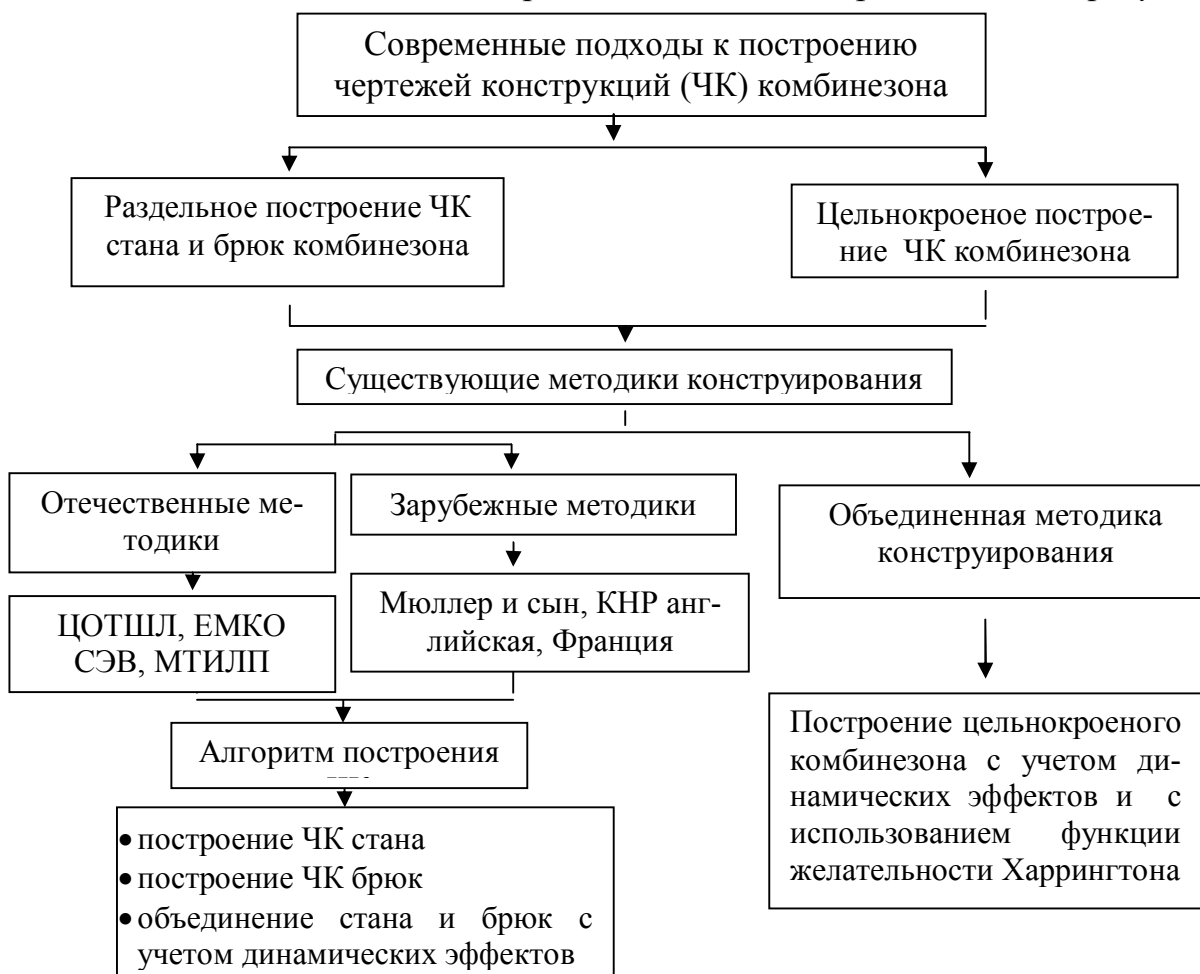 Современные подходы к построению
чертежей конструкций (ЧК) комбинезона
Раздельное построение ЧК
стана и брюк комбинезона
Цельнокроеное построе-
ние ЧК комбинезона
Существующие методики конструирования
Отечественные ме-
тодики
Зарубежные методики
Объединенная методика
конструирования
ЦОТШЛ, ЕМКО
СЭВ, МТИЛП
Мюллер и сын, КНР анг-
лийская, Франция
Алгоритм построения
Построение цельнокроеного
комбинезона с учетом ди-
намических эффектов и с
использованием функции
желательности Харрингтона
• построение ЧК стана
• построение ЧК брюк
• объединение стана и брюк с
учетом динамических эффектов